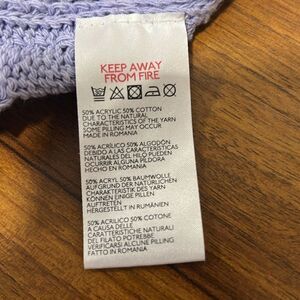 KEEP AWAY
FROM FIRE
50% ACRYLIC 50% COTTON
DUE TO THE NATURAL
CHARACTERISTICS OF THE YARN
SOME PILLING MAY OCCUR
MADE IN ROMANIA
50% ACRÍLICO 50% ALGODÓN
DEBIDO A LAS CARACTERÍSTICAS
NATURALES DEL HILO PUEDEN
OCURRIR ALGUNA PÍLDORA
HECHO EN ROMANIA
50% ACRYL 50% BAUMWOLLE
AUFGRUND DER NATÜRLICHEN
CHARAKTERISTIK DES YARN
KÖNNEN EINIGE PILLEN
AUFTRETEN
HERGESTELLT IN RUMÄNIEN
50% ACRILICO 50% COTONE
A CAUSA DELLE
CARATTERISTICHE NATURALI
DEL FILATO POTREBBE
VERIFICARSI ALCUNE PILLING
FATTO IN ROMANIA